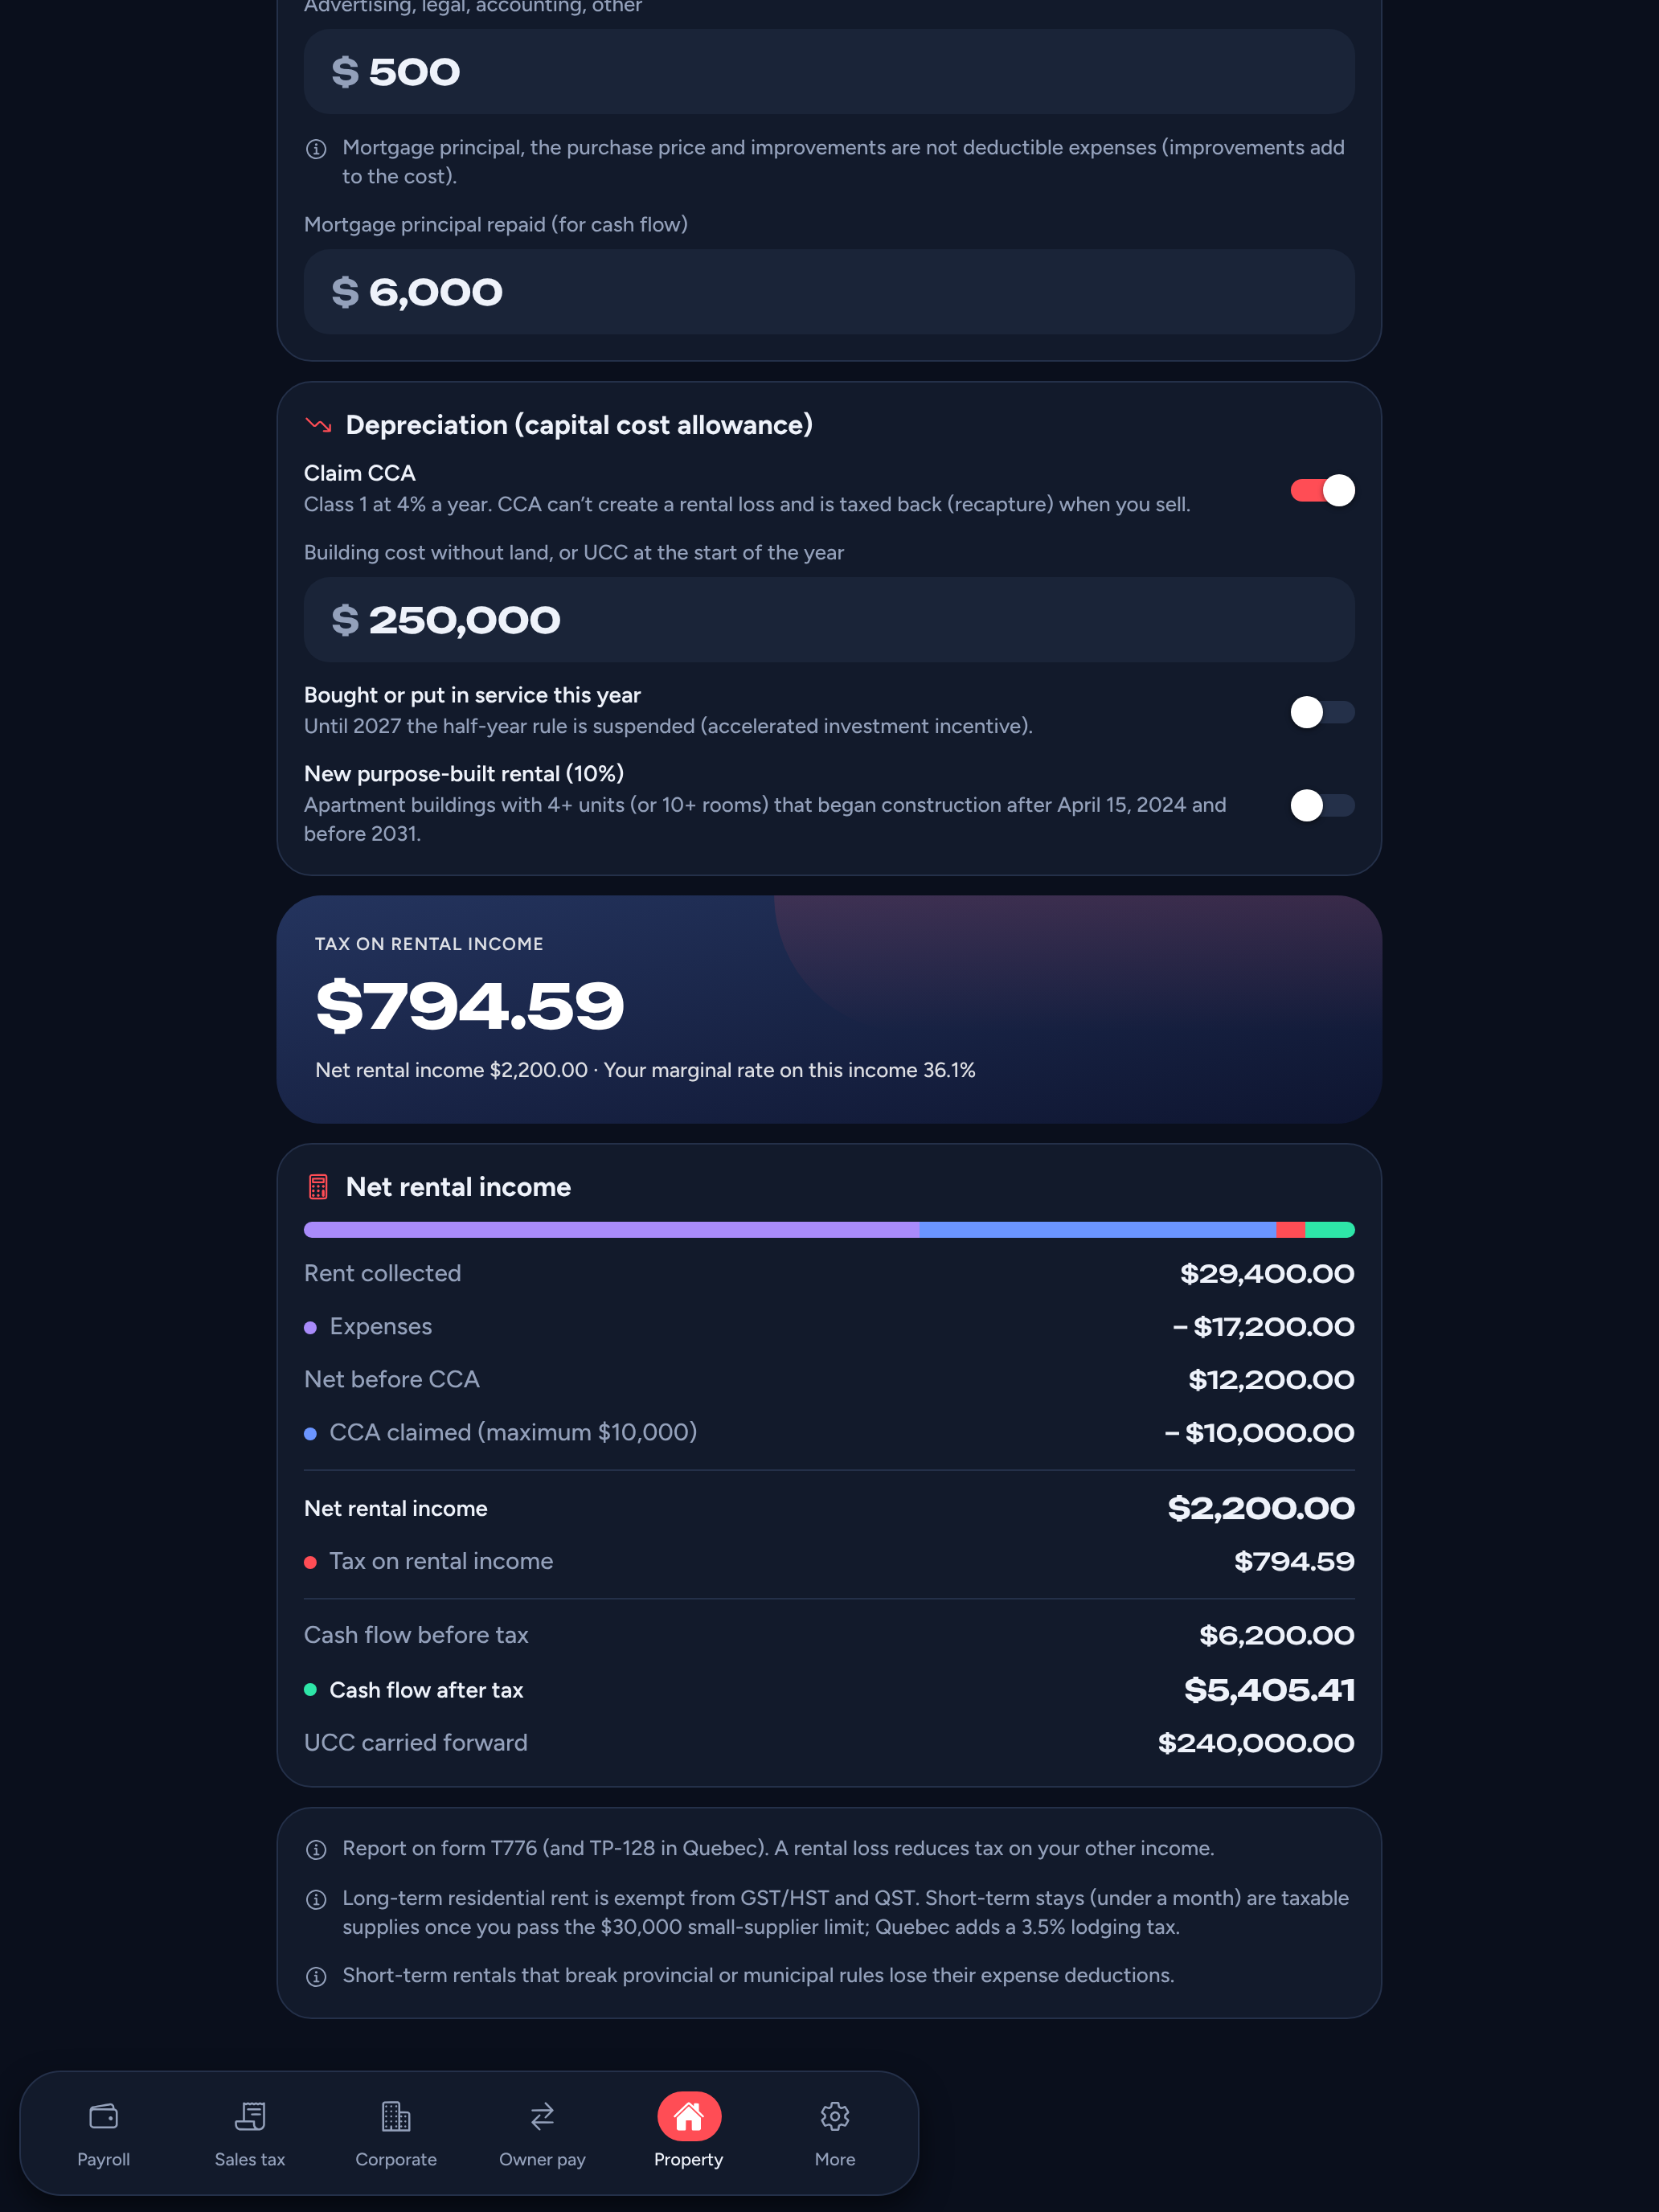 Advertising, legal, accounting, other
$ 500
Mortgage principal, the purchase price and improvements are not deductible expenses (improvements add
to the cost).
Mortgage principal repaid (for cash flow)
$ 6,000
Depreciation (capital cost allowance)
Claim CCA
Class 1 at 4% a year. CCA can’t create a rental loss and is taxed back (recapture) when you sell.
Building cost without land, or UCC at the start of the year
$ 250,000
Bought or put in service this year
Until 2027 the half-year rule is suspended (accelerated investment incentive).
New purpose-built rental (10%)
Apartment buildings with 4+ units (or 10+ rooms) that began construction after April 15, 2024 and
before 2031.
TAX ON RENTAL INCOME
$794.59
Net rental income $2,200.00 · Your marginal rate on this income 36.1%
Net rental income
Rent collected $29,400.00
Expenses – $17,200.00
Net before CCA $12,200.00
CCA claimed (maximum $10,000) – $10,000.00
Net rental income $2,200.00
Tax on rental income $794.59
Cash flow before tax $6,200.00
Cash flow after tax $5,405.41
UCC carried forward $240,000.00
Report on form T776 (and TP-128 in Quebec). A rental loss reduces tax on your other income.
Long-term residential rent is exempt from GST/HST and QST. Short-term stays (under a month) are taxable
supplies once you pass the $30,000 small-supplier limit; Quebec adds a 3.5% lodging tax.
Short-term rentals that break provincial or municipal rules lose their expense deductions.
Payroll Sales tax Corporate Owner pay Property More